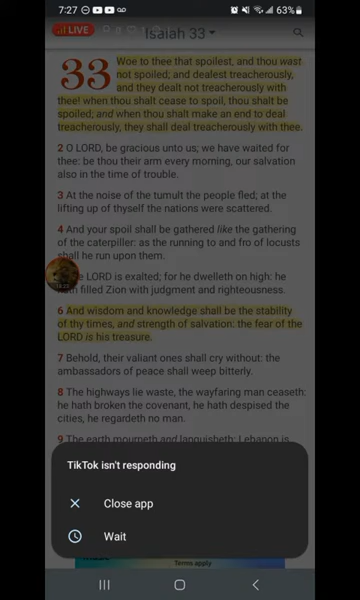 7:27
63%
LIVE
Isaiah 33
33 Woe to thee that spoilest, and thou wast
not spoiled; and dealest treacherously,
and they dealt not treacherously with
thee! when thou shalt cease to spoil, thou shalt be
spoiled; and when thou shalt make an end to deal
treacherously, they shall deal treacherously with thee.
2 O LORD, be gracious unto us; we have waited for
thee: be thou their arm every morning, our salvation
also in the time of trouble.
3 At the noise of the tumult the people fled; at the
lifting up of thyself the nations were scattered.
4 And your spoil shall be gathered like the gathering
of the caterpiller: as the running to and fro of locusts
shall he run upon them.
LORD is exalted; for he dwelleth on high: he
filled Zion with judgment and righteousness.
6 And wisdom and knowledge shall be the stability
of thy times, and strength of salvation: the fear of the
LORD is his treasure.
7 Behold, their valiant ones shall cry without: the
ambassadors of peace shall weep bitterly.
8 The highways lie waste, the wayfaring man ceaseth:
he hath broken the covenant, he hath despised the
cities, he regardeth no man.
9 The earth mourneth and languisheth: Lebanon is
TikTok isn't responding
Close app
Wait
Terms apply